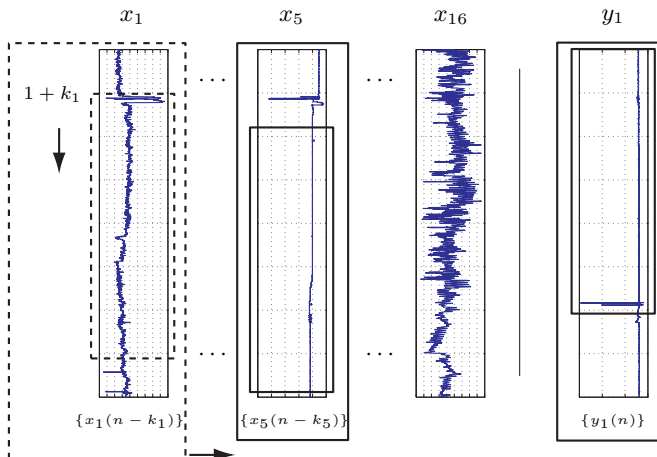 x₁ x₅ x₁₆ y₁
... ...
1 + k₁
... ...
{x₁(n − k₁)} {x₅(n − k₅)} {y₁(n)}